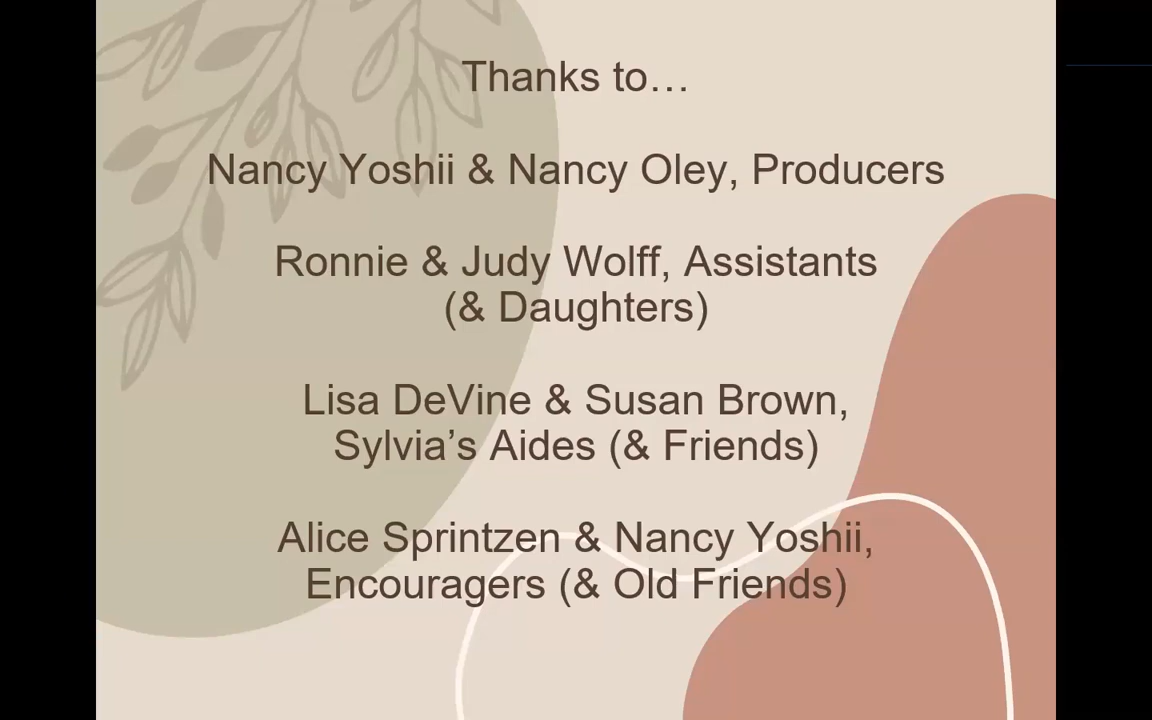 Thanks to…
Nancy Yoshii & Nancy Oley, Producers
Ronnie & Judy Wolff, Assistants
(& Daughters)
Lisa DeVine & Susan Brown,
Sylvia’s Aides (& Friends)
Alice Sprintzen & Nancy Yoshii,
Encouragers (& Old Friends)